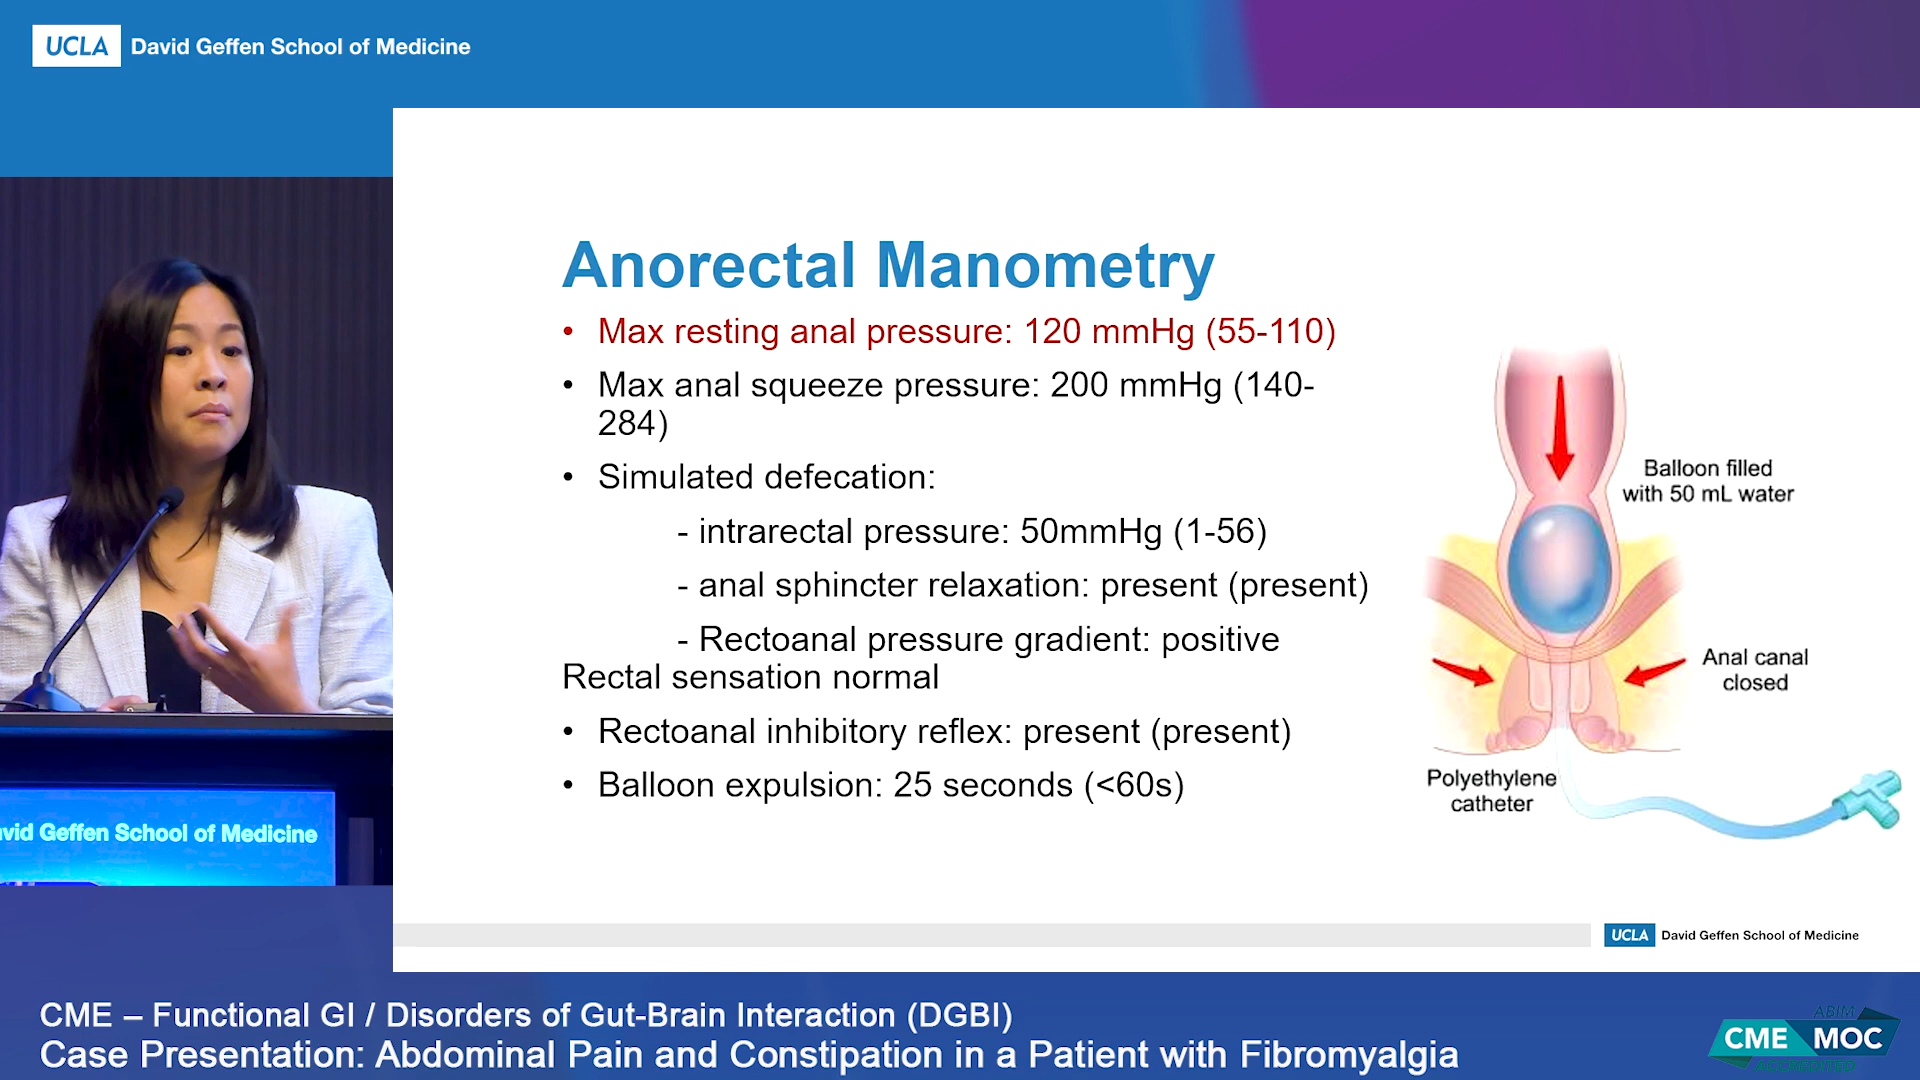 UCLA David Geffen School of Medicine
Anorectal Manometry
• Max resting anal pressure: 120 mmHg (55-110)
• Max anal squeeze pressure: 200 mmHg (140-
284)
• Simulated defecation:
- intrarectal pressure: 50mmHg (1-56)
- anal sphincter relaxation: present (present)
- Rectoanal pressure gradient: positive
Rectal sensation normal
• Rectoanal inhibitory reflex: present (present)
• Balloon expulsion: 25 seconds (<60s)
Balloon filled
with 50 mL water
Anal canal
closed
Polyethylene
catheter
vid Geffen School of Medicine
UCLA David Geffen School of Medicine
CME – Functional GI / Disorders of Gut-Brain Interaction (DGBI)
Case Presentation: Abdominal Pain and Constipation in a Patient with Fibromyalgia
ABIM
CME MOC
ACCREDITED